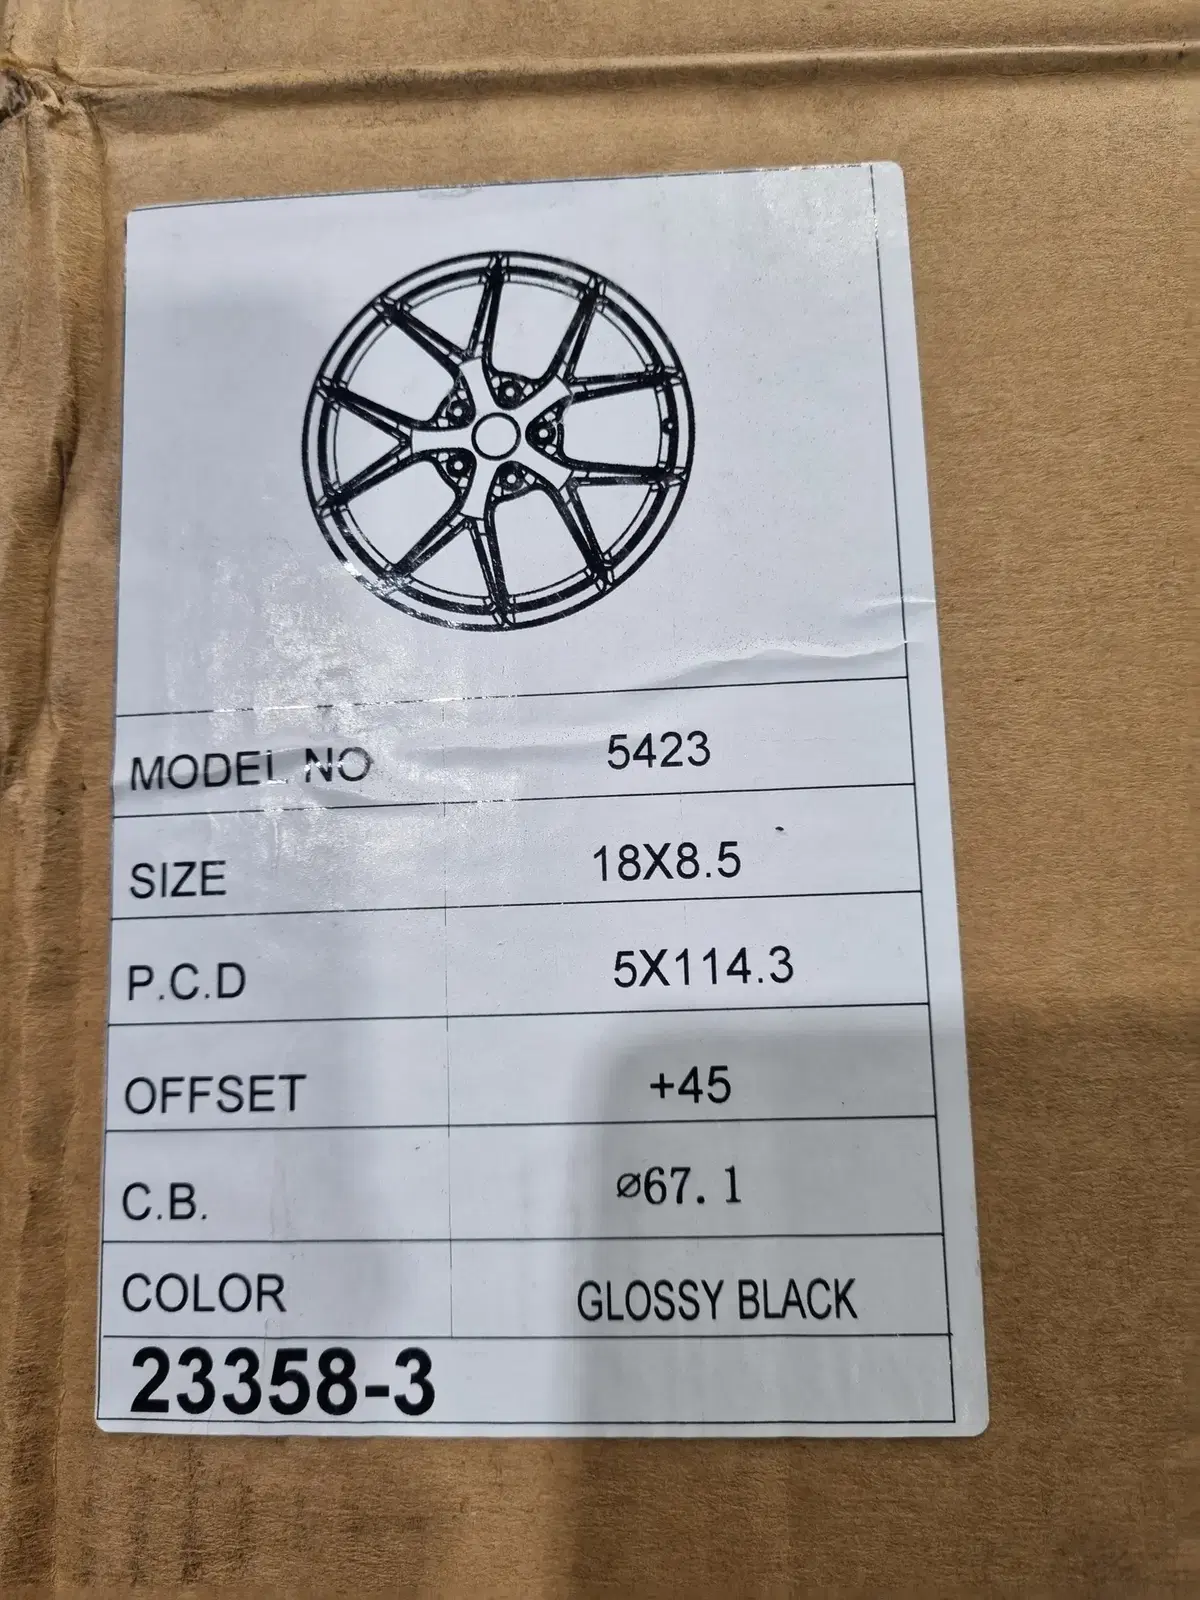 MODEL NO 5423
SIZE 18X8.5
P.C.D 5X114.3
OFFSET +45
C.B. ⌀67.1
COLOR GLOSSY BLACK
23358-3